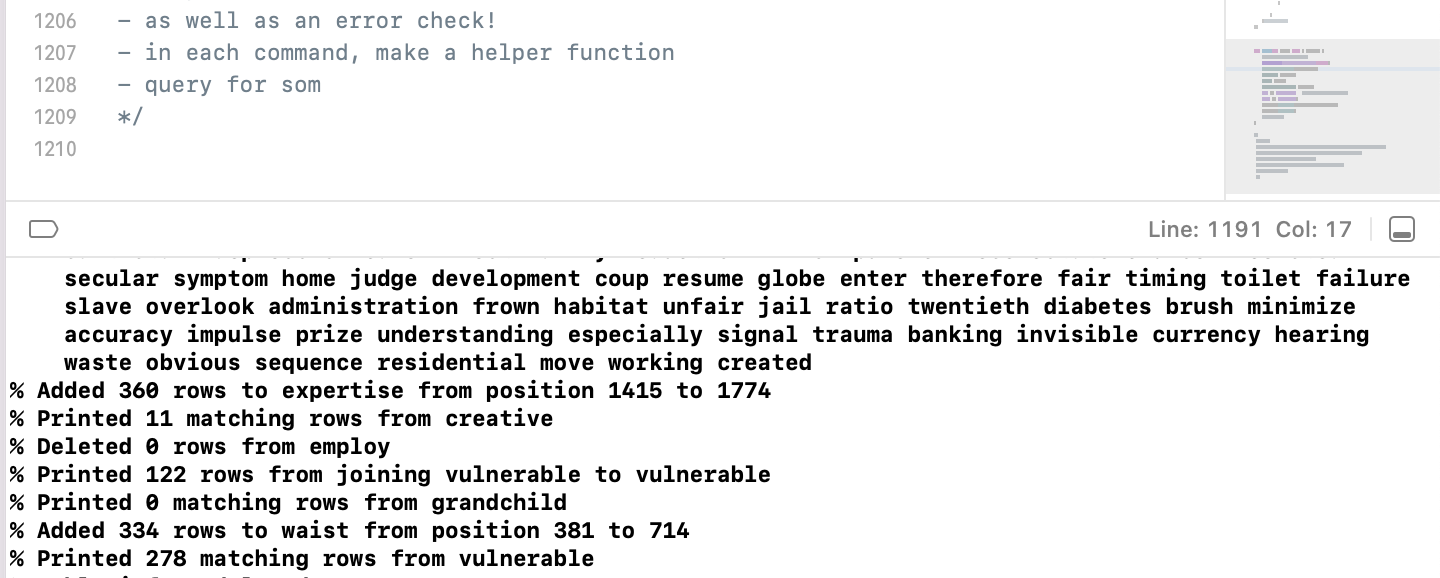 1206 - as well as an error check!
1207 - in each command, make a helper function
1208 - query for som
1209 */
1210
Line: 1191 Col: 17
secular symptom home judge development coup resume globe enter therefore fair timing toilet failure
slave overlook administration frown habitat unfair jail ratio twentieth diabetes brush minimize
accuracy impulse prize understanding especially signal trauma banking invisible currency hearing
waste obvious sequence residential move working created
% Added 360 rows to expertise from position 1415 to 1774
% Printed 11 matching rows from creative
% Deleted 0 rows from employ
% Printed 122 rows from joining vulnerable to vulnerable
% Printed 0 matching rows from grandchild
% Added 334 rows to waist from position 381 to 714
% Printed 278 matching rows from vulnerable